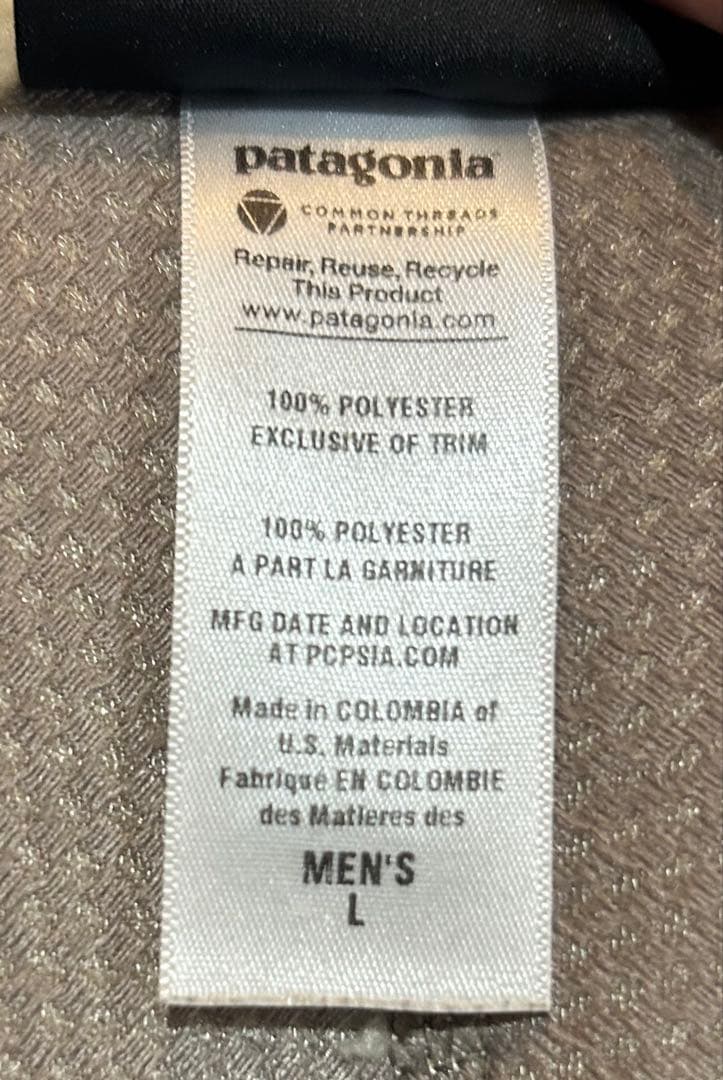 patagonia
COMMON THREADS
PARTNERSHIP
Repair, Reuse, Recycle
This Product
www.patagonia.com
100% POLYESTER
EXCLUSIVE OF TRIM
100% POLYESTER
A PART LA GARNITURE
MFG DATE AND LOCATION
AT PCPSIA.COM
Made in COLOMBIA of
U.S. Materials
Fabriqué EN COLOMBIE
des Matieres des
MEN'S
L